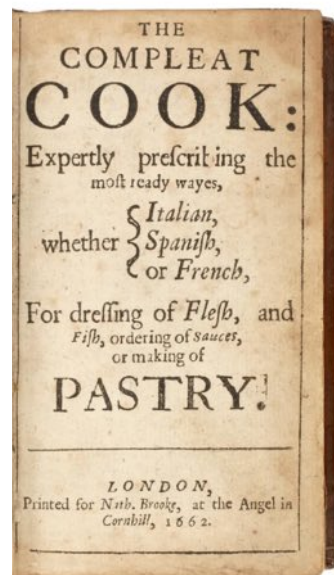 THE
COMPLEAT
COOK:
Expertly preſcribing the
moſt ready wayes,
whether { Italian,
Spaniſh,
or French,
For dreſſing of Fleſh, and
Fiſh, ordering of Sauces,
or making of
PASTRY.
LONDON,
Printed for Nath. Brooke, at the Angel in
Cornhill, 1662.